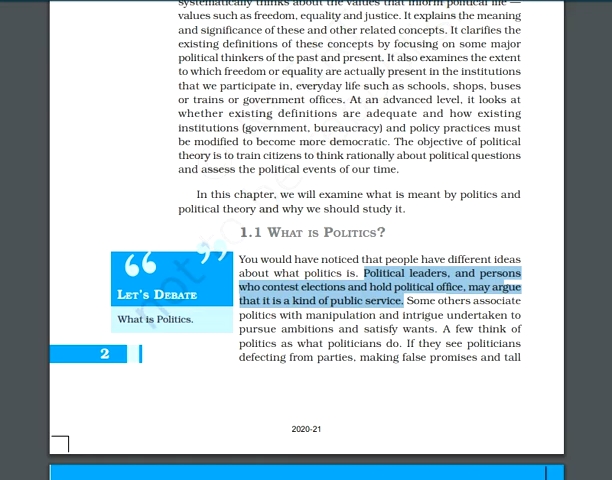 systematically thinks about the values that inform political life —
values such as freedom, equality and justice. It explains the meaning
and significance of these and other related concepts. It clarifies the
existing definitions of these concepts by focusing on some major
political thinkers of the past and present. It also examines the extent
to which freedom or equality are actually present in the institutions
that we participate in, everyday life such as schools, shops, buses
or trains or government offices. At an advanced level, it looks at
whether existing definitions are adequate and how existing
institutions (government, bureaucracy) and policy practices must
be modified to become more democratic. The objective of political
theory is to train citizens to think rationally about political questions
and assess the political events of our time.
In this chapter, we will examine what is meant by politics and
political theory and why we should study it.
1.1 WHAT IS POLITICS?
LET'S DEBATE
What is Politics.
You would have noticed that people have different ideas
about what politics is. Political leaders, and persons
who contest elections and hold political office, may argue
that it is a kind of public service. Some others associate
politics with manipulation and intrigue undertaken to
pursue ambitions and satisfy wants. A few think of
politics as what politicians do. If they see politicians
defecting from parties, making false promises and tall
2
2020-21
not